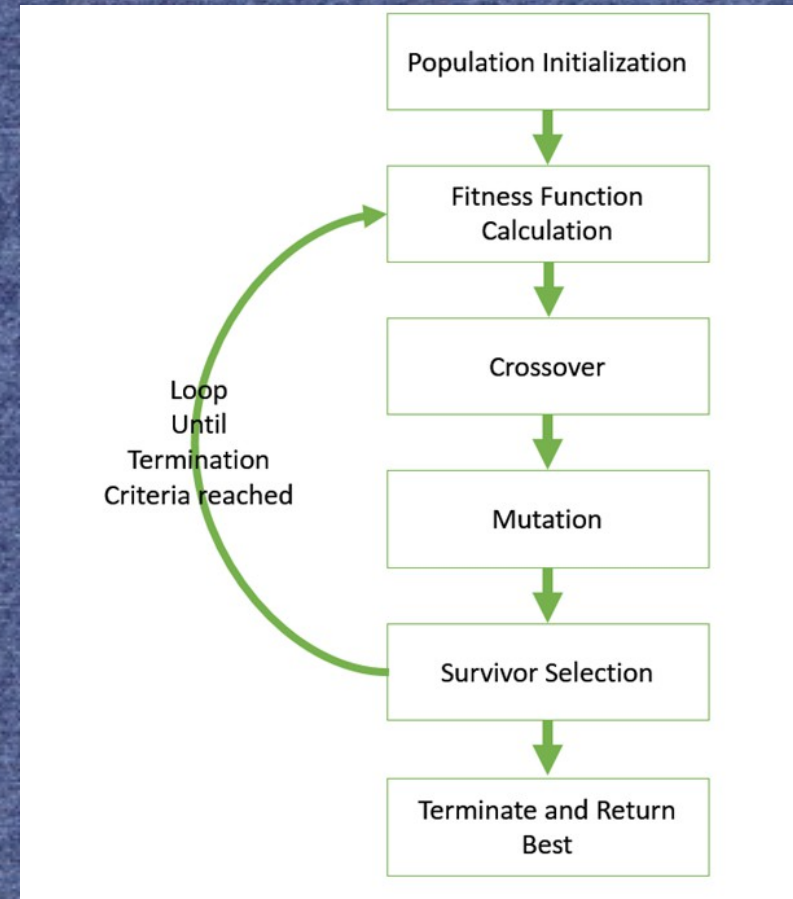 Population Initialization
Fitness Function
Calculation
Crossover
Loop
Until
Termination
Criteria reached
Mutation
Survivor Selection
Terminate and Return
Best